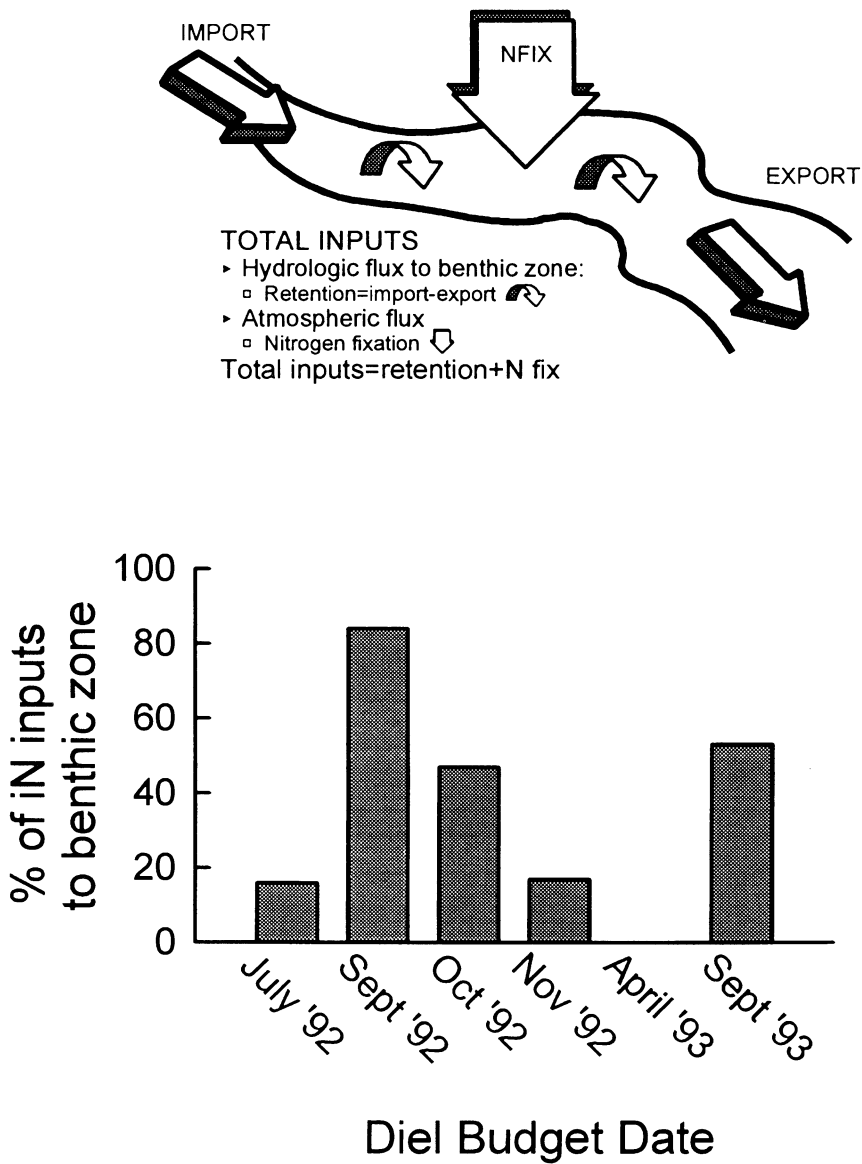 IMPORT
NFIX
EXPORT
TOTAL INPUTS
▸ Hydrologic flux to benthic zone:
□ Retention=import-export
▸ Atmospheric flux
□ Nitrogen fixation
Total inputs=retention+N fix
% of iN inputs
to benthic zone
100
80
60
40
20
0
July '92
Sept '92
Oct '92
Nov '92
April '93
Sept '93
Diel Budget Date